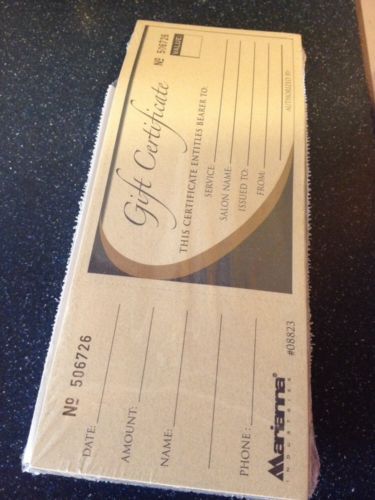 Nº 506726
DATE:
AMOUNT:
NAME:
PHONE:
Marianna
INDUSTRIES
#08823
Nº 506726
VALUE
Gift Certificate
THIS CERTIFICATE ENTITLES BEARER TO:
SERVICE:
SALON NAME:
ISSUED TO:
FROM:
AUTHORIZED BY